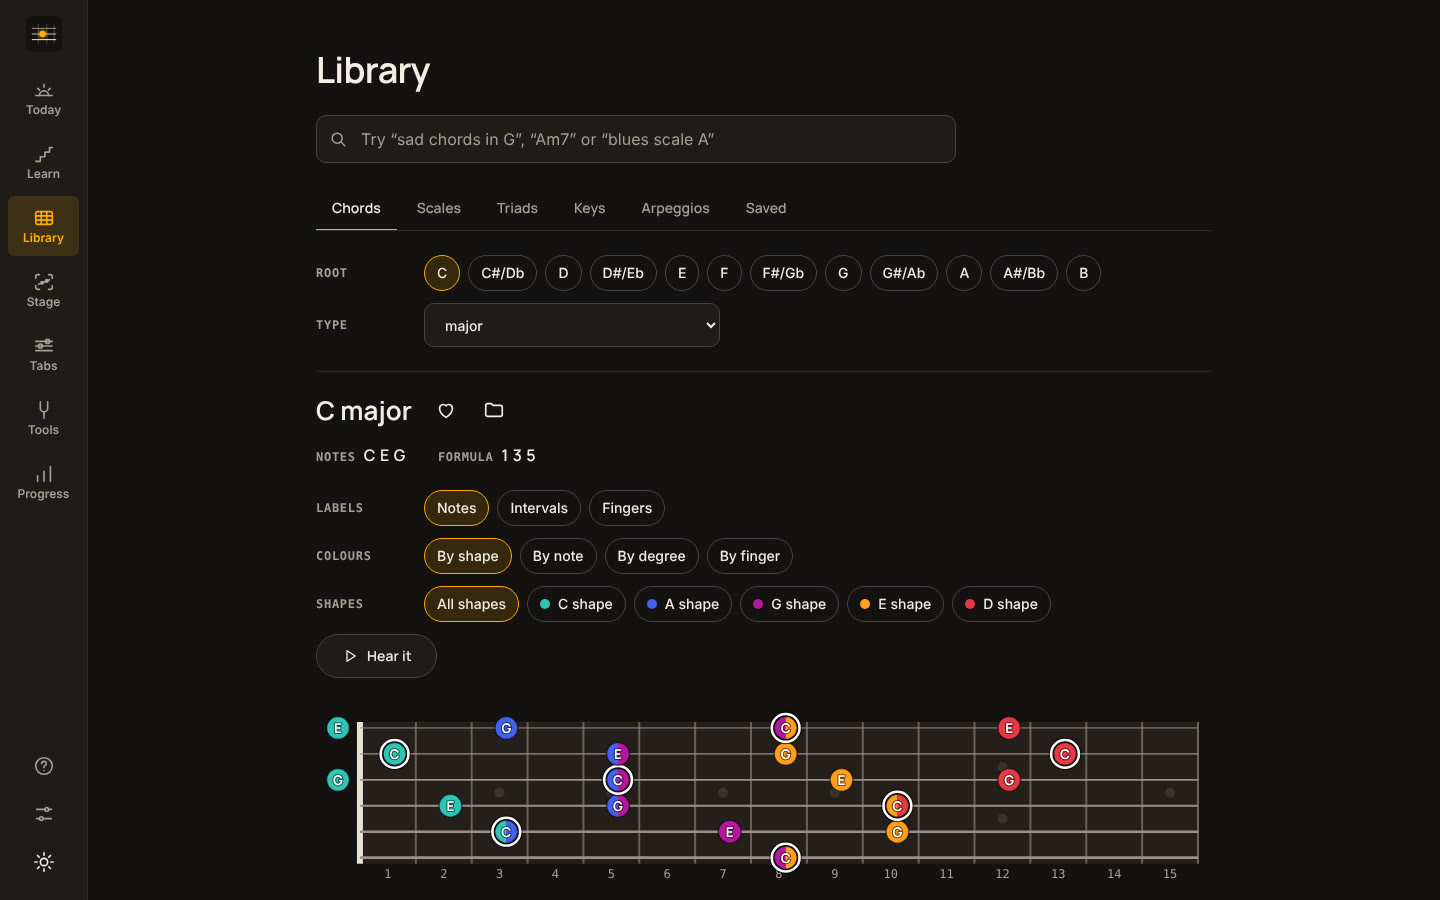 Library
Try “sad chords in G”, “Am7” or “blues scale A”
Today
Learn
Library
Stage
Tabs
Tools
Progress
Chords Scales Triads Keys Arpeggios Saved
ROOT C C#/Db D D#/Eb E F F#/Gb G G#/Ab A A#/Bb B
TYPE major
C major
NOTES C E G FORMULA 1 3 5
LABELS Notes Intervals Fingers
COLOURS By shape By note By degree By finger
SHAPES All shapes C shape A shape G shape E shape D shape
Hear it
E G C E
C E G C
G C E G
E G C
C E G
C
1 2 3 4 5 6 7 8 9 10 11 12 13 14 15